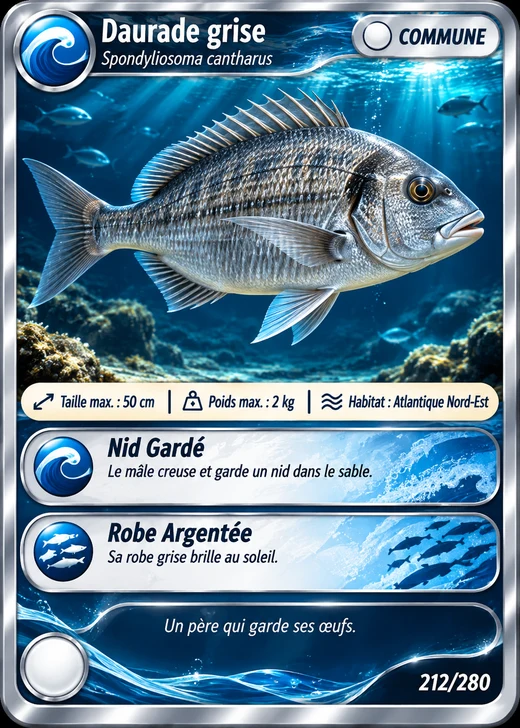 Daurade grise
COMMUNE
Spondyliosoma cantharus
Taille max. : 50 cm | Poids max. : 2 kg | Habitat : Atlantique Nord-Est
Nid Gardé
Le mâle creuse et garde un nid dans le sable.
Robe Argentée
Sa robe grise brille au soleil.
Un père qui garde ses œufs.
212/280